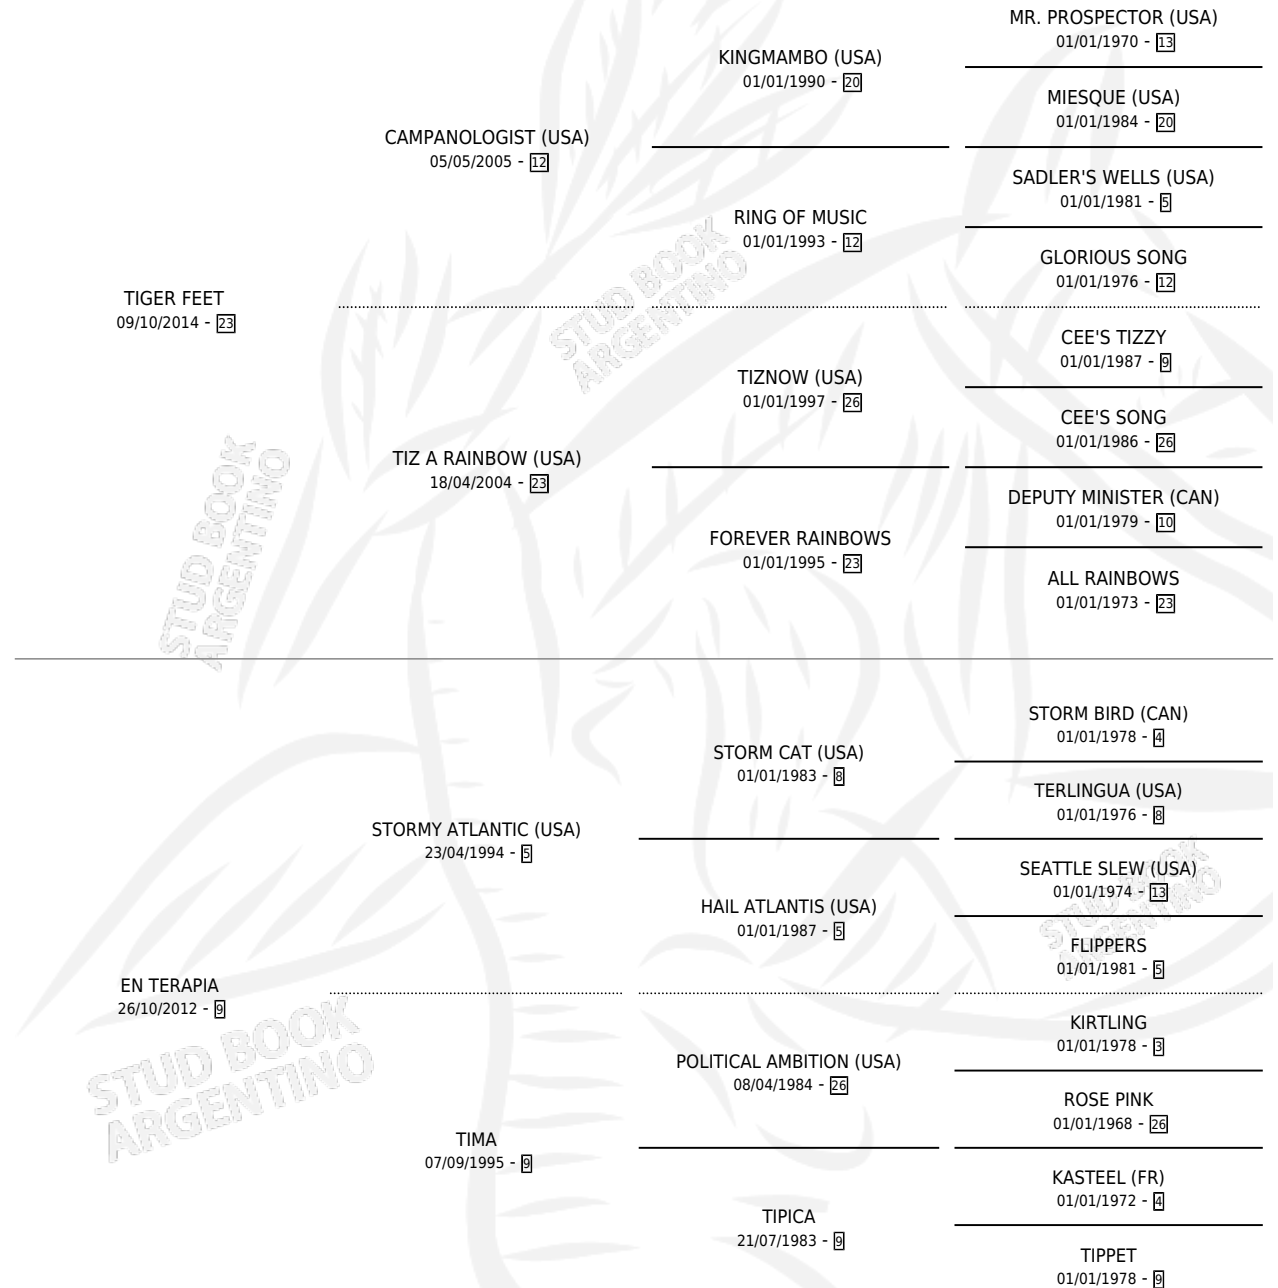 MR. PROSPECTOR (USA)
01/01/1970 - 13
KINGMAMBO (USA)
01/01/1990 - 20
MIESQUE (USA)
01/01/1984 - 20
CAMPANOLOGIST (USA)
05/05/2005 - 12
SADLER'S WELLS (USA)
01/01/1981 - 5
RING OF MUSIC
01/01/1993 - 12
GLORIOUS SONG
01/01/1976 - 12
TIGER FEET
09/10/2014 - 23
CEE'S TIZZY
01/01/1987 - 9
TIZNOW (USA)
01/01/1997 - 26
CEE'S SONG
01/01/1986 - 26
TIZ A RAINBOW (USA)
18/04/2004 - 23
DEPUTY MINISTER (CAN)
01/01/1979 - 10
FOREVER RAINBOWS
01/01/1995 - 23
ALL RAINBOWS
01/01/1973 - 23
STUD BOOK
ARGENTINO
STUD BOOK
ARGENTINO
STORM BIRD (CAN)
01/01/1978 - 4
STORM CAT (USA)
01/01/1983 - 8
TERLINGUA (USA)
01/01/1976 - 8
STORMY ATLANTIC (USA)
23/04/1994 - 5
SEATTLE SLEW (USA)
01/01/1974 - 13
HAIL ATLANTIS (USA)
01/01/1987 - 5
FLIPPERS
01/01/1981 - 5
EN TERAPIA
26/10/2012 - 9
KIRTLING
01/01/1978 - 3
POLITICAL AMBITION (USA)
08/04/1984 - 26
ROSE PINK
01/01/1968 - 26
TIMA
07/09/1995 - 9
KASTEEL (FR)
01/01/1972 - 4
TIPICA
21/07/1983 - 9
TIPPET
01/01/1978 - 9
STUD BOOK
ARGENTINO
STUD BOOK
ARGENTINO